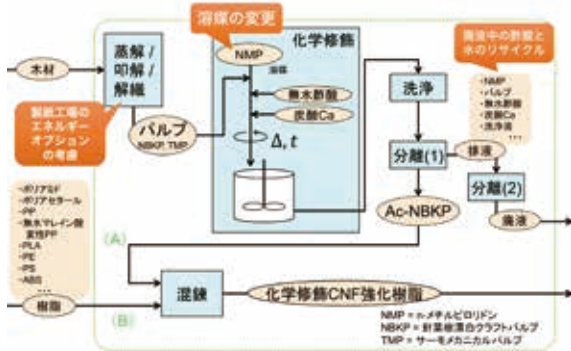 溶媒の変更
廃液中の酢酸と
水のリサイクル
木材
蒸解 /
叩解 /
解繊
化学修飾
NMP
溶媒
無水酢酸
炭酸Ca
Δ, t
パルプ
NBKP, TMP
製紙工場の
エネルギー
オプション
の考慮
洗浄
・NMP
・パルプ
・無水酢酸
・炭酸Ca
・洗浄液
…
分離(1)
排液
分離(2)
廃液
Ac-NBKP
・ポリアミド
・ポリアセタール
・PP
・無水マレイン酸
変性PP
・PLA
・PE
・PS
・ABS
…
樹脂
(A)
(B)
混錬
化学修飾CNF強化樹脂
NMP = n-メチルピロリドン
NBKP = 針葉樹漂白クラフトパルプ
TMP = サーモメカニカルパルプ